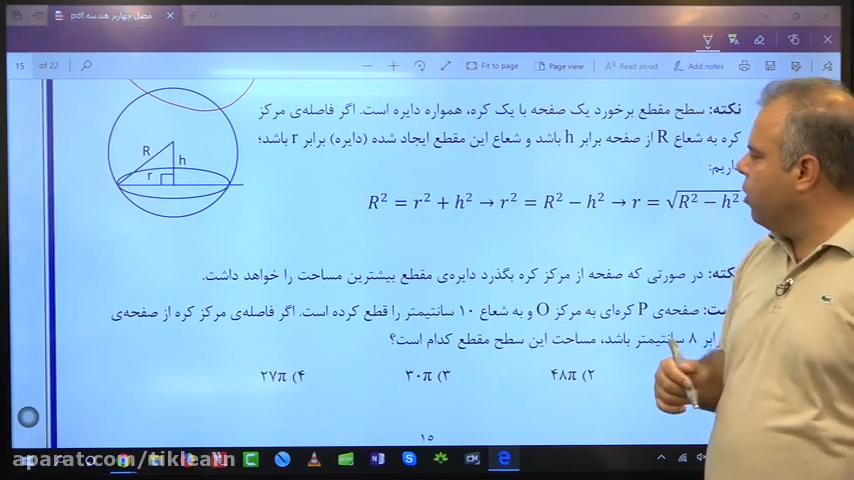 فصل چهارم هندسه.pdf
15 of 22
Fit to page
Page view
Read aloud
Add notes
نکته: سطح مقطع برخورد یک صفحه با یک کره، همواره دایره است. اگر فاصله‌ی مرکز
کره به شعاع R از صفحه برابر h باشد و شعاع این مقطع ایجاد شده (دایره) برابر r باشد؛
داریم:
R
h
r
R² = r² + h² → r² = R² − h² → r = √R² − h²
نکته: در صورتی که صفحه از مرکز کره بگذرد دایره‌ی مقطع بیشترین مساحت را خواهد داشت.
صفحه‌ی P کره‌ای به مرکز O و به شعاع ۱۰ سانتیمتر را قطع کرده است. اگر فاصله‌ی مرکز کره از صفحه‌ی
۸ سانتیمتر باشد، مساحت این سطح مقطع کدام است؟
۲) ۴۸π
۳) ۳۰π
۴) ۲۷π
۱۵
aparat.com/tiklearn